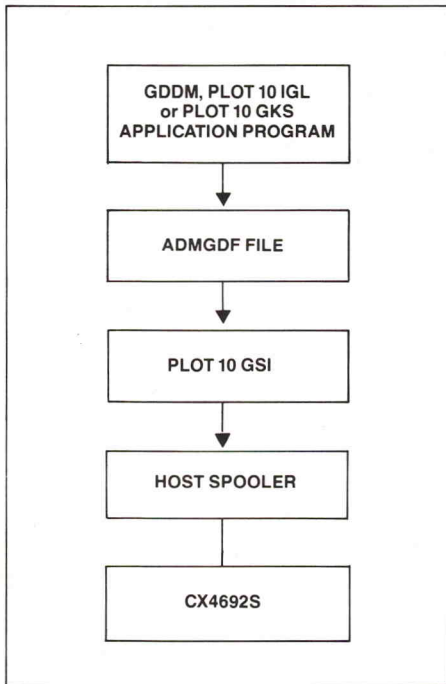 GDDM, PLOT 10 IGL
or PLOT 10 GKS
APPLICATION PROGRAM
ADMGDF FILE
PLOT 10 GSI
HOST SPOOLER
CX4692S